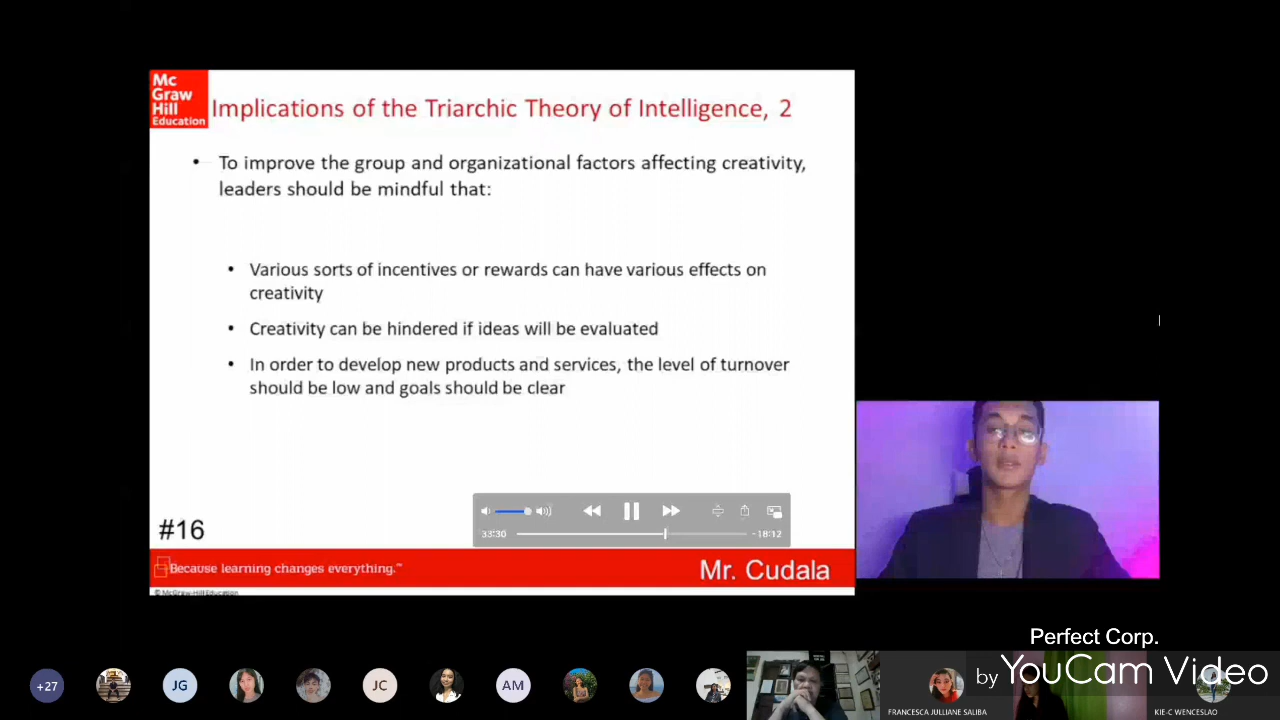 Mc
Graw
Hill
Education
Implications of the Triarchic Theory of Intelligence, 2
• To improve the group and organizational factors affecting creativity,
leaders should be mindful that:
• Various sorts of incentives or rewards can have various effects on
creativity
• Creativity can be hindered if ideas will be evaluated
• In order to develop new products and services, the level of turnover
should be low and goals should be clear
33:30
-18:12
#16
Because learning changes everything.”
Mr. Cudala
© McGraw-Hill Education
Perfect Corp.
by YouCam Video
+27
JG
JC
AM
FRANCESCA JULLIANE SALIBA
KIE-C WENCESLAO